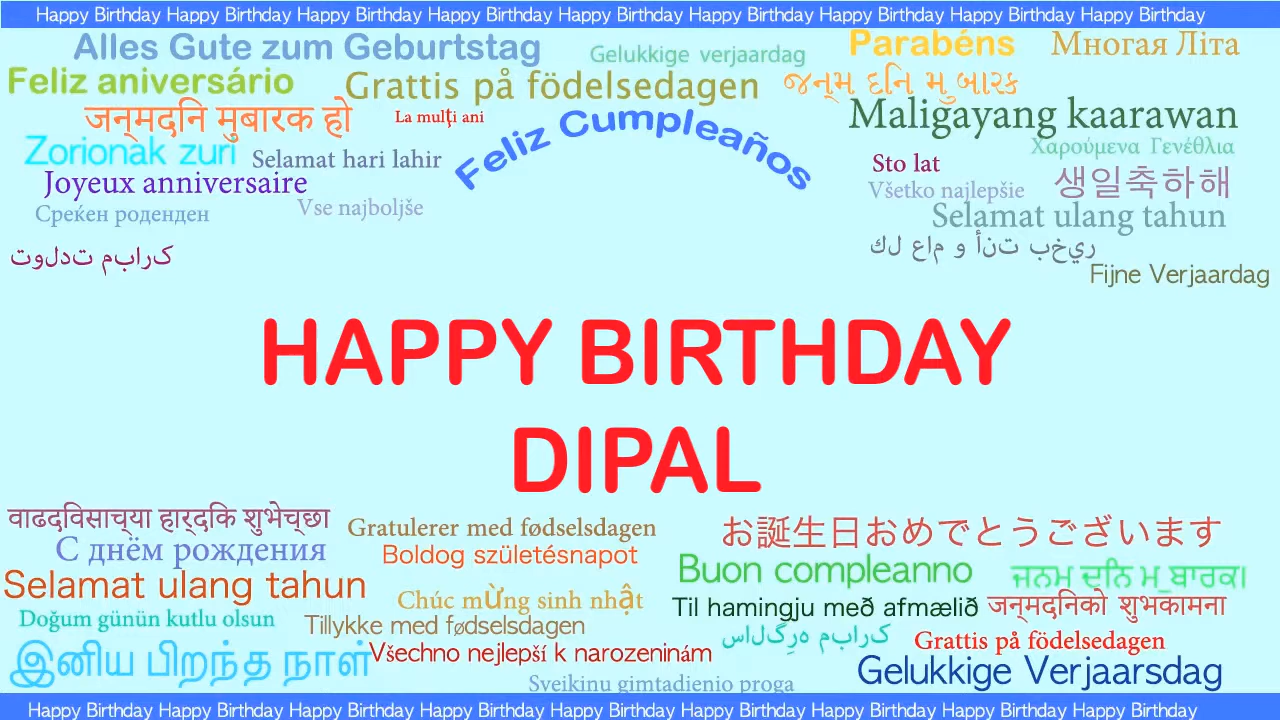 Happy Birthday Happy Birthday Happy Birthday Happy Birthday Happy Birthday Happy Birthday Happy Birthday Happy Birthday Happy Birthday
Alles Gute zum Geburtstag
Gelukkige verjaardag
Parabéns
Многая Літа
Feliz aniversário
Grattis på födelsedagen
જન્મ દિન મુબારક
जन्मदिन मुबारक हो
La mulţi ani
Feliz Cumpleaños
Maligayang kaarawan
Zorionak zuri
Selamat hari lahir
Sto lat
Χαρούμενα Γενέθλια
Joyeux anniversaire
Všetko najlepšie
생일축하해
Среќен роденден
Vse najboljše
Selamat ulang tahun
تولدت مبارک
كل عام و أنت بخير
Fijne Verjaardag
HAPPY BIRTHDAY
DIPAL
वाढदिवसाच्या हार्दिक शुभेच्छा
Gratulerer med fødselsdagen
お誕生日おめでとうございます
С днём рождения
Boldog születésnapot
Buon compleanno
ਜਨਮ ਦਿਨ ਮੁਬਾਰਕ।
Selamat ulang tahun
Chúc mừng sinh nhật
Til hamingju með afmælið
जन्मदिनको शुभकामना
Doğum günün kutlu olsun
Tillykke med fødselsdagen
سالگرہ مبارک
Grattis på födelsedagen
இனிய பிறந்த நாள்
Všechno nejlepší k narozeninám
Gelukkige Verjaarsdag
Sveikinu gimtadienio proga
Happy Birthday Happy Birthday Happy Birthday Happy Birthday Happy Birthday Happy Birthday Happy Birthday Happy Birthday Happy Birthday